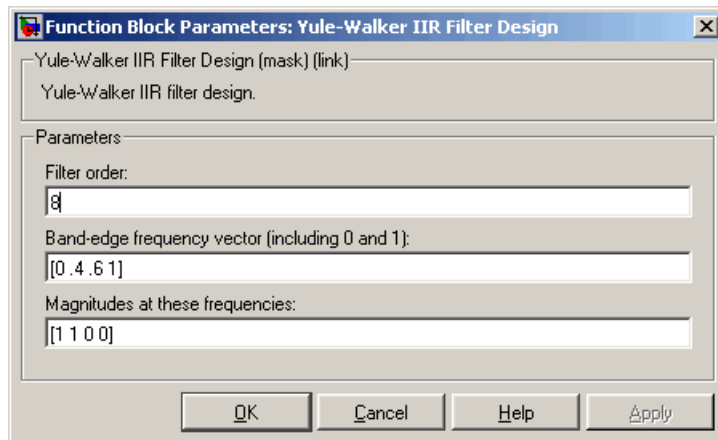 Function Block Parameters: Yule-Walker IIR Filter Design
Yule-Walker IIR Filter Design (mask) (link)
Yule-Walker IIR filter design.
Parameters
Filter order:
8
Band-edge frequency vector (including 0 and 1):
[0 .4 .6 1]
Magnitudes at these frequencies:
[1 1 0 0]
OK Cancel Help Apply